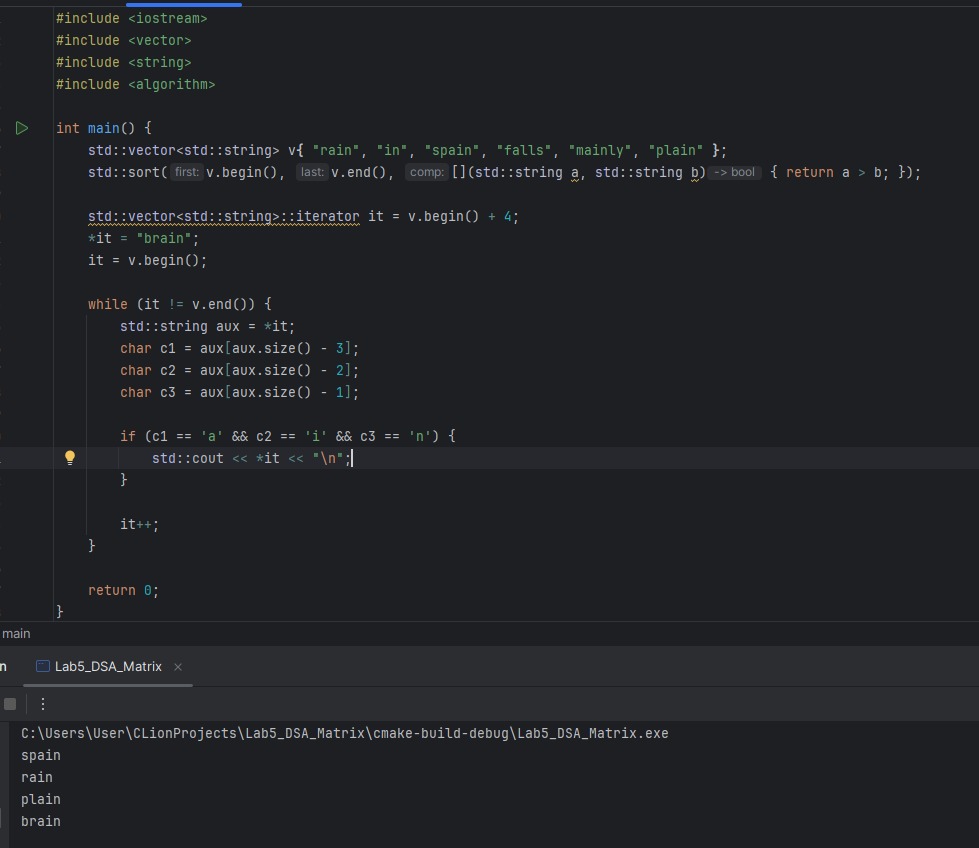 #include <iostream>
#include <vector>
#include <string>
#include <algorithm>
int main() {
std::vector<std::string> v{ "rain", "in", "spain", "falls", "mainly", "plain" };
std::sort( first: v.begin(), last: v.end(), comp: [](std::string a, std::string b) -> bool { return a > b; });
std::vector<std::string>::iterator it = v.begin() + 4;
*it = "brain";
it = v.begin();
while (it != v.end()) {
std::string aux = *it;
char c1 = aux[aux.size() - 3];
char c2 = aux[aux.size() - 2];
char c3 = aux[aux.size() - 1];
if (c1 == 'a' && c2 == 'i' && c3 == 'n') {
std::cout << *it << "\n";
}
it++;
}
return 0;
}
main
n Lab5_DSA_Matrix ×
C:\Users\User\CLionProjects\Lab5_DSA_Matrix\cmake-build-debug\Lab5_DSA_Matrix.exe
spain
rain
plain
brain